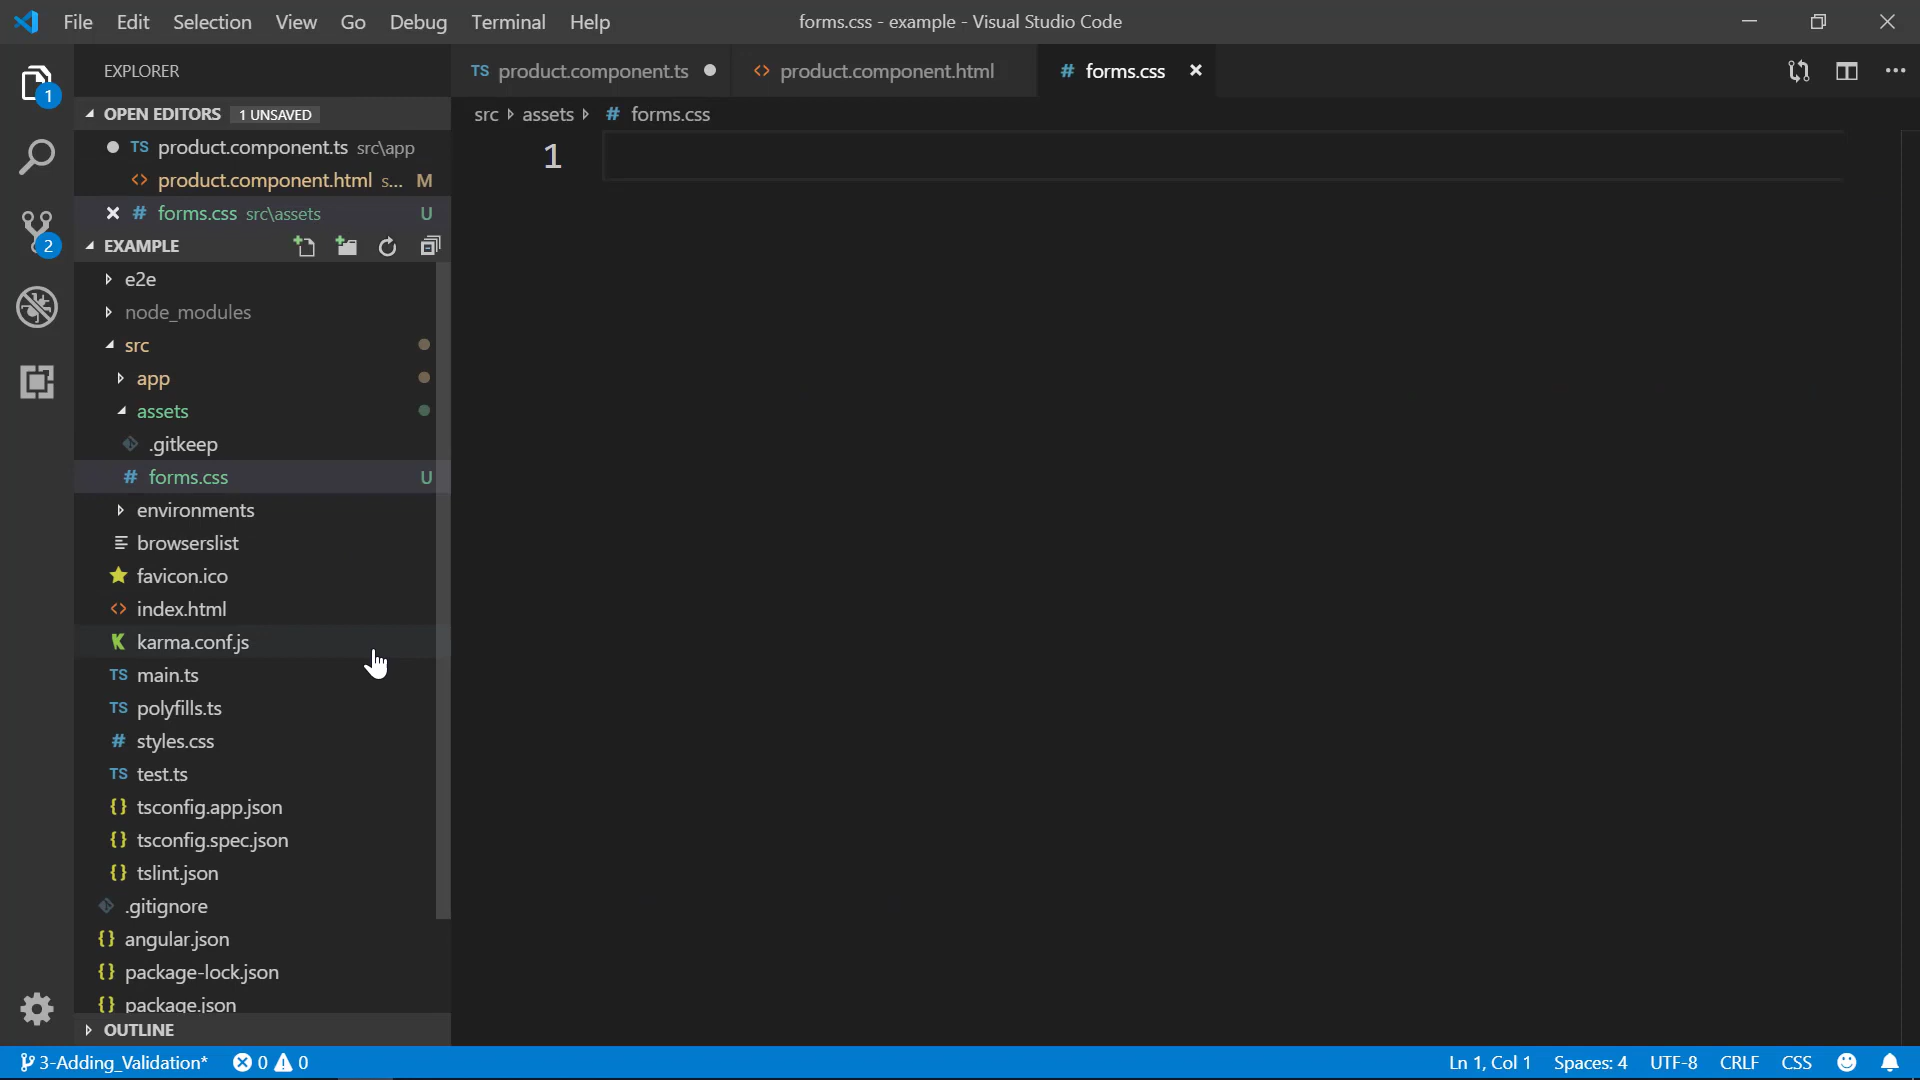 File Edit Selection View Go Debug Terminal Help
forms.css - example - Visual Studio Code
EXPLORER
TS product.component.ts
<> product.component.html
# forms.css
OPEN EDITORS 1 UNSAVED
src assets # forms.css
TS product.component.ts src\app
<> product.component.html s... M
# forms.css src\assets U
1
1
2
EXAMPLE
e2e
node_modules
src
app
assets
.gitkeep
# forms.css U
environments
browserslist
favicon.ico
<> index.html
K karma.conf.js
TS main.ts
TS polyfills.ts
# styles.css
TS test.ts
{} tsconfig.app.json
{} tsconfig.spec.json
{} tslint.json
.gitignore
{} angular.json
{} package-lock.json
{} package.json
OUTLINE
3-Adding_Validation* 0 0
Ln 1, Col 1 Spaces: 4 UTF-8 CRLF CSS